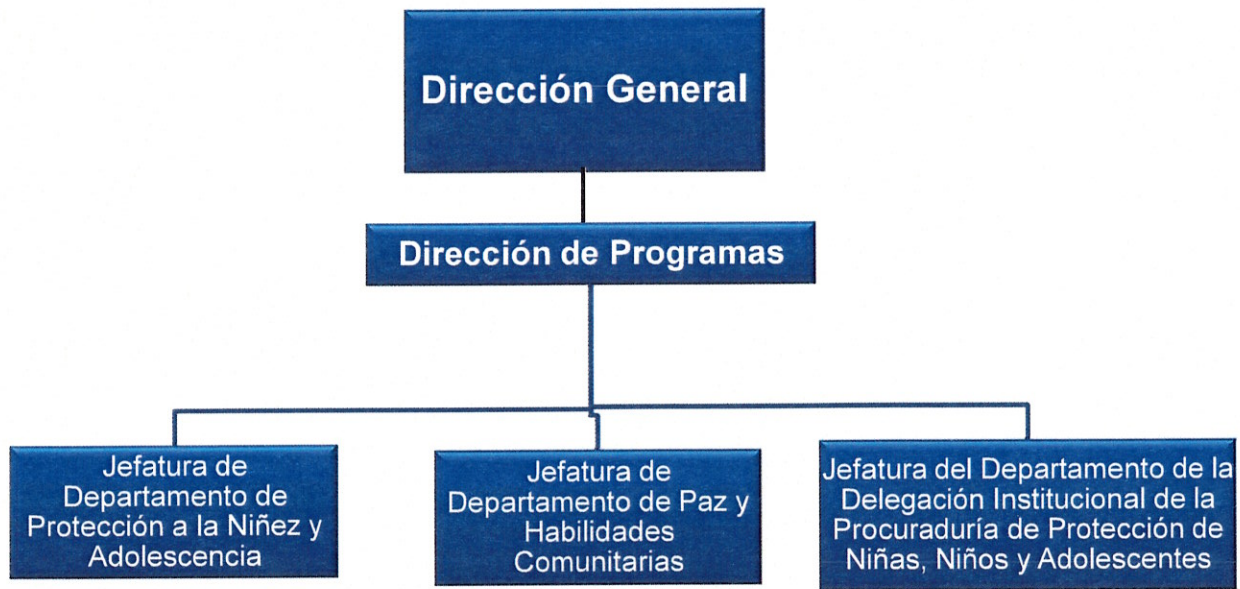 Dirección General
Dirección de Programas
Jefatura de
Departamento de
Protección a la Niñez y
Adolescencia
Jefatura de
Departamento de Paz y
Habilidades
Comunitarias
Jefatura del Departamento de la
Delegación Institucional de la
Procuraduría de Protección de
Niñas, Niños y Adolescentes